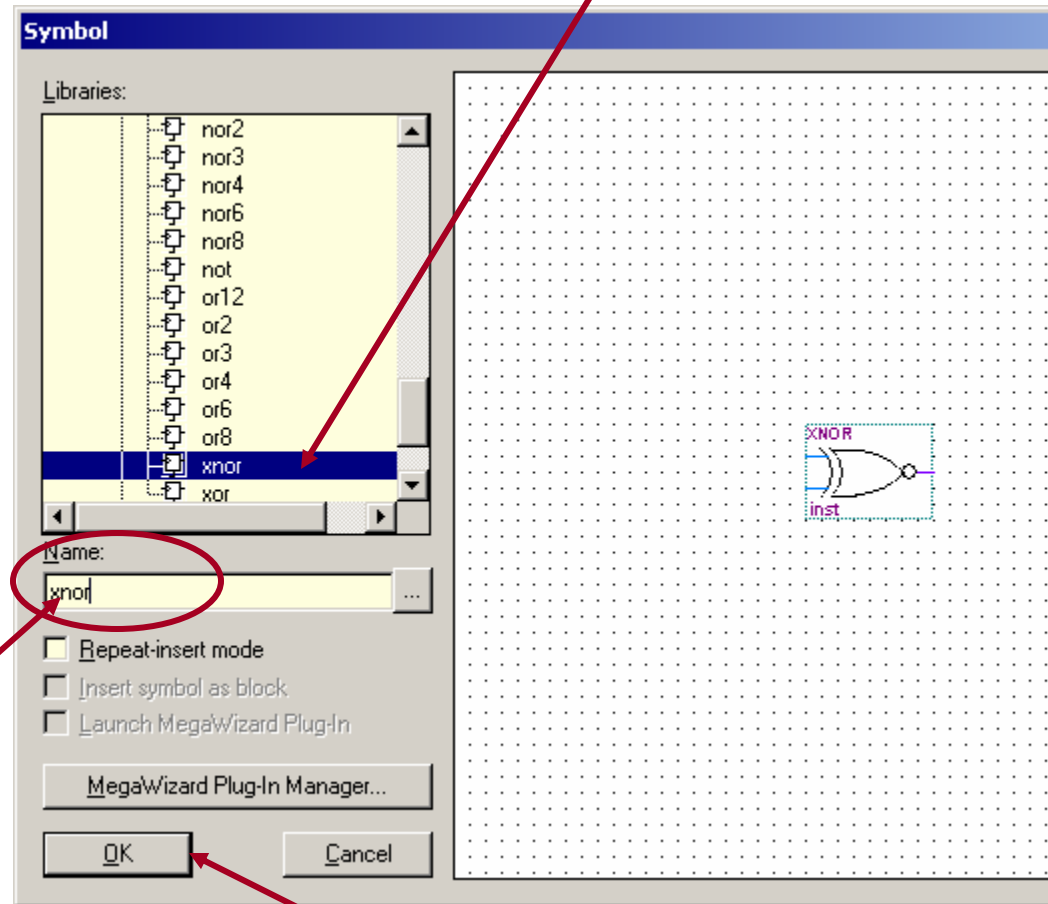 Symbol
Libraries:
nor2
nor3
nor4
nor6
nor8
not
or12
or2
or3
or4
or6
or8
xnor
xor
Name:
xnor
...
Repeat-insert mode
Insert symbol as block
Launch MegaWizard Plug-In
MegaWizard Plug-In Manager...
OK Cancel
XNOR
inst